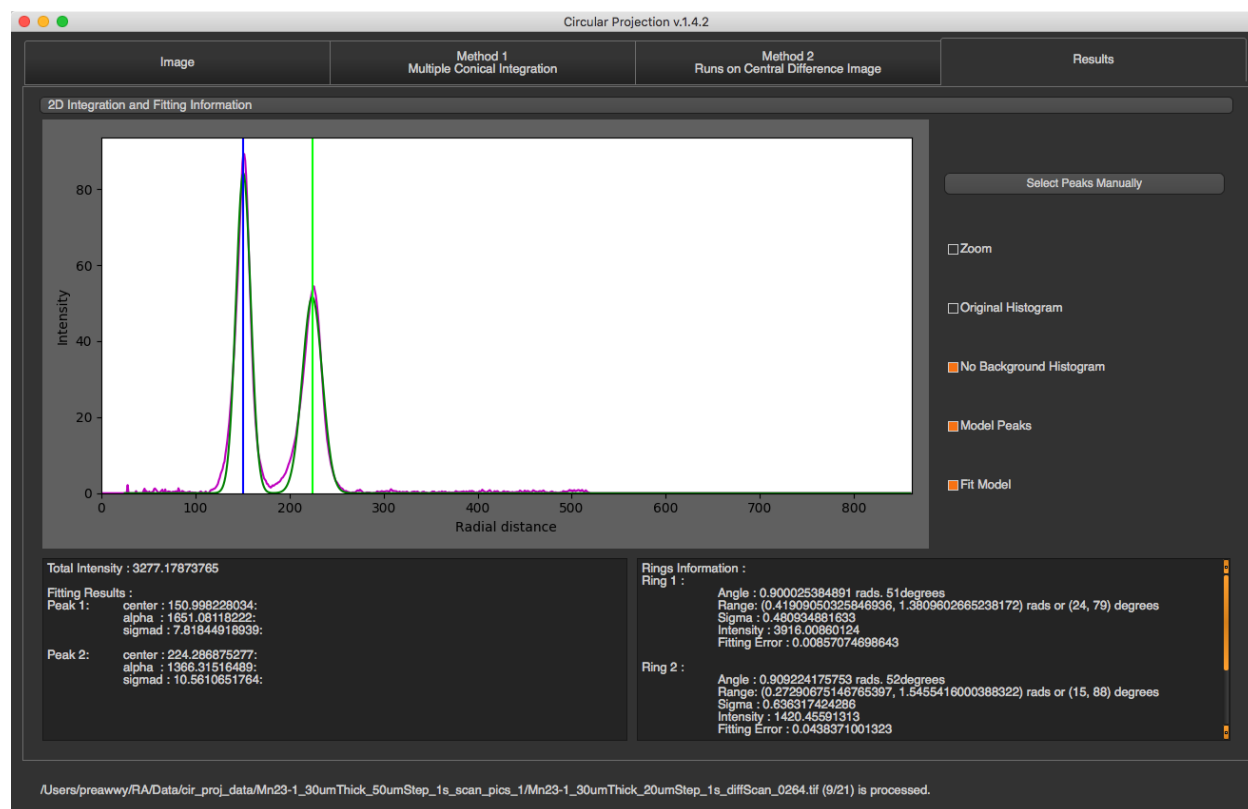 Circular Projection v.1.4.2
Image
Method 1
Multiple Conical Integration
Method 2
Runs on Central Difference Image
Results
2D Integration and Fitting Information
80
60
40
20
0
Intensity
0 100 200 300 400 500 600 700 800
Radial distance
Select Peaks Manually
Zoom
Original Histogram
No Background Histogram
Model Peaks
Fit Model
Total Intensity : 3277.17873765
Fitting Results :
Peak 1: center : 150.998228034:
alpha : 1651.08118222:
sigmad : 7.81844918939:
Peak 2: center : 224.286875277:
alpha : 1366.31516489:
sigmad : 10.5610651764:
Rings Information :
Ring 1 :
Angle : 0.900025384891 rads. 51degrees
Range: (0.41909050325846936, 1.3809602665238172) rads or (24, 79) degrees
Sigma : 0.480934881633
Intensity : 3916.00860124
Fitting Error : 0.00857074698643
Ring 2 :
Angle : 0.909224175753 rads. 52degrees
Range: (0.27290675146765397, 1.5455416000388322) rads or (15, 88) degrees
Sigma : 0.636317424286
Intensity : 1420.45591313
Fitting Error : 0.0438371001323
/Users/preawwy/RA/Data/cir_proj_data/Mn23-1_30umThick_50umStep_1s_scan_pics_1/Mn23-1_30umThick_20umStep_1s_diffScan_0264.tif (9/21) is processed.